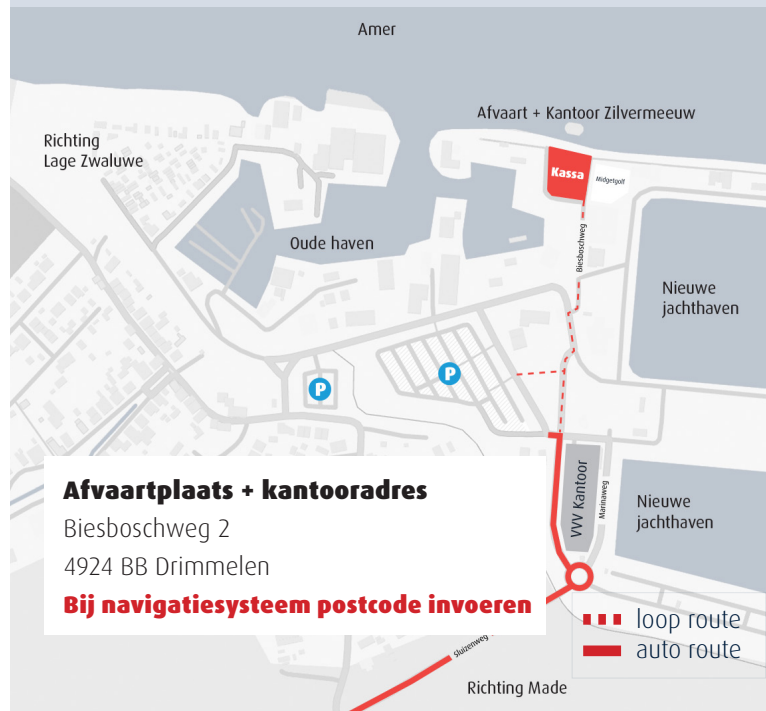 Amer
Afvaart + Kantoor Zilvermeeuw
Richting
Lage Zwaluwe
Kassa
Midgetgolf
Biesboschweg
Oude haven
Nieuwe
jachthaven
P
P
Afvaartplaats + kantooradres
Biesboschweg 2
4924 BB Drimmelen
Bij navigatiesysteem postcode invoeren
VVV Kantoor
Marinaweg
Nieuwe
jachthaven
loop route
auto route
Sluizenweg
Richting Made